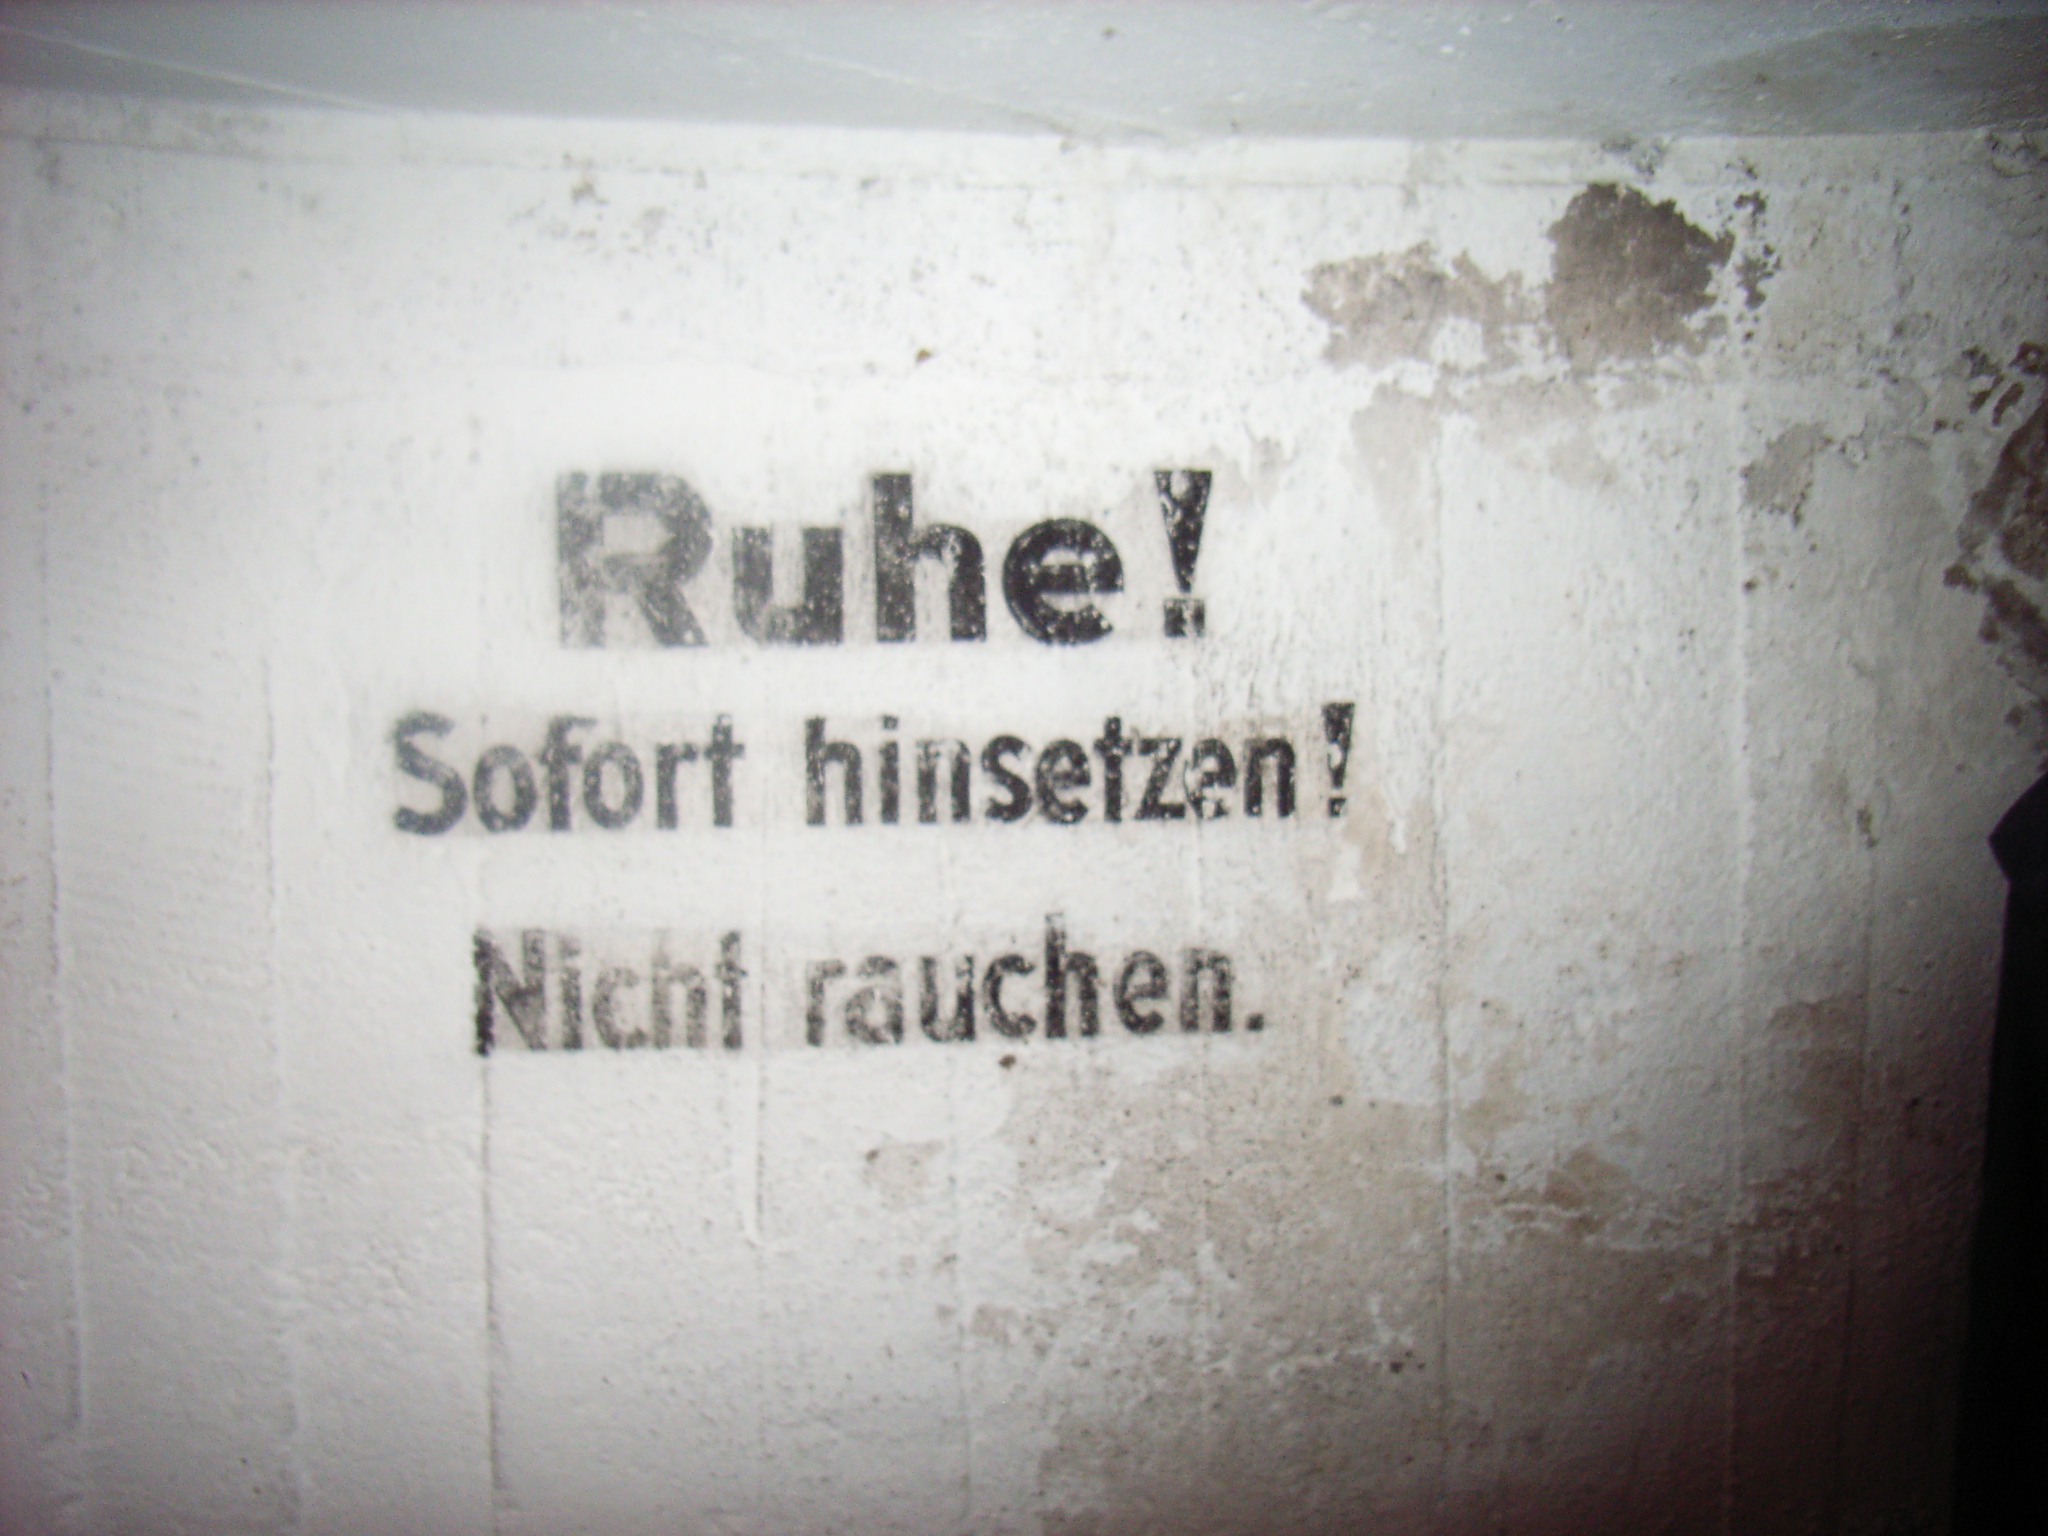 Ruhe!
Sofort hinsetzen!
Nicht rauchen.